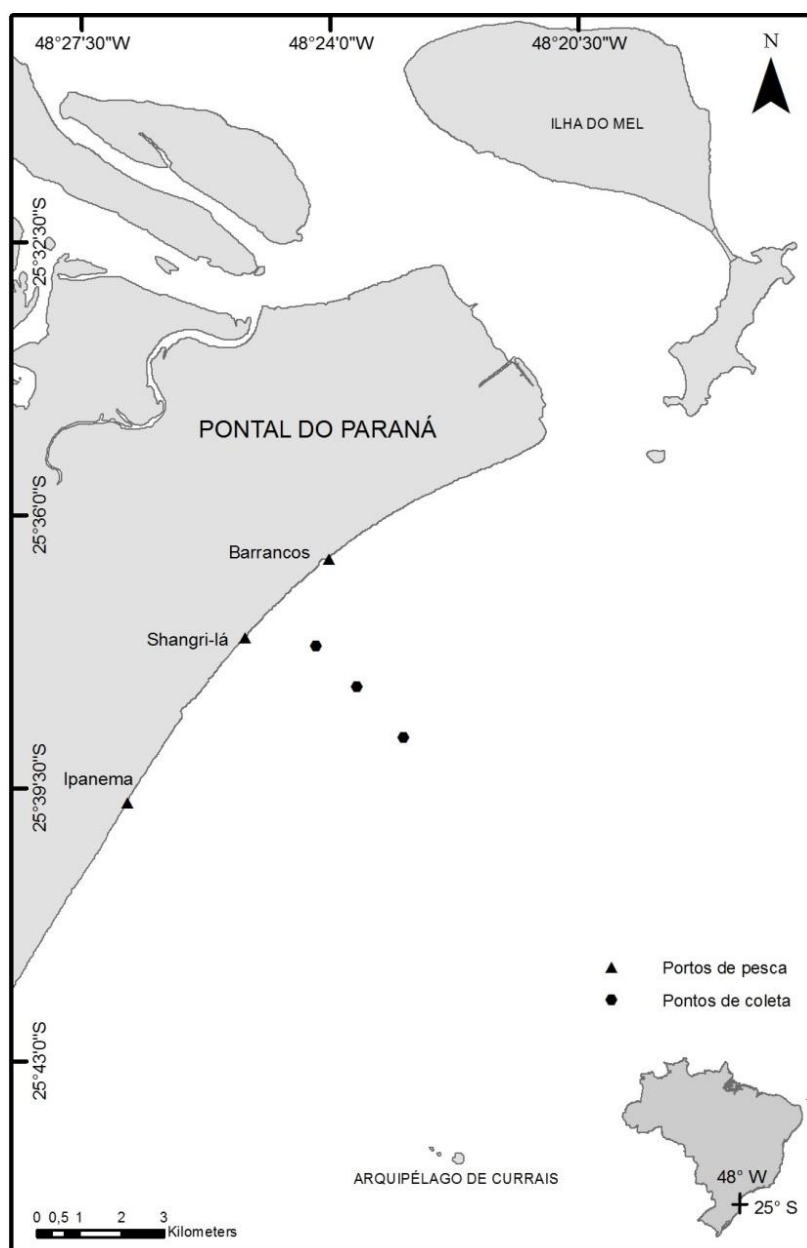 48°27'30"W
48°24'0"W
48°20'30"W
N
ILHA DO MEL
25°32'30"S
PONTAL DO PARANÁ
25°36'0"S
Barrancos
Shangri-lá
Ipanema
25°39'30"S
Portos de pesca
Pontos de coleta
25°43'0"S
ARQUIPÉLAGO DE CURRAIS
48° W
25° S
0 0,5 1 2 3
Kilometers